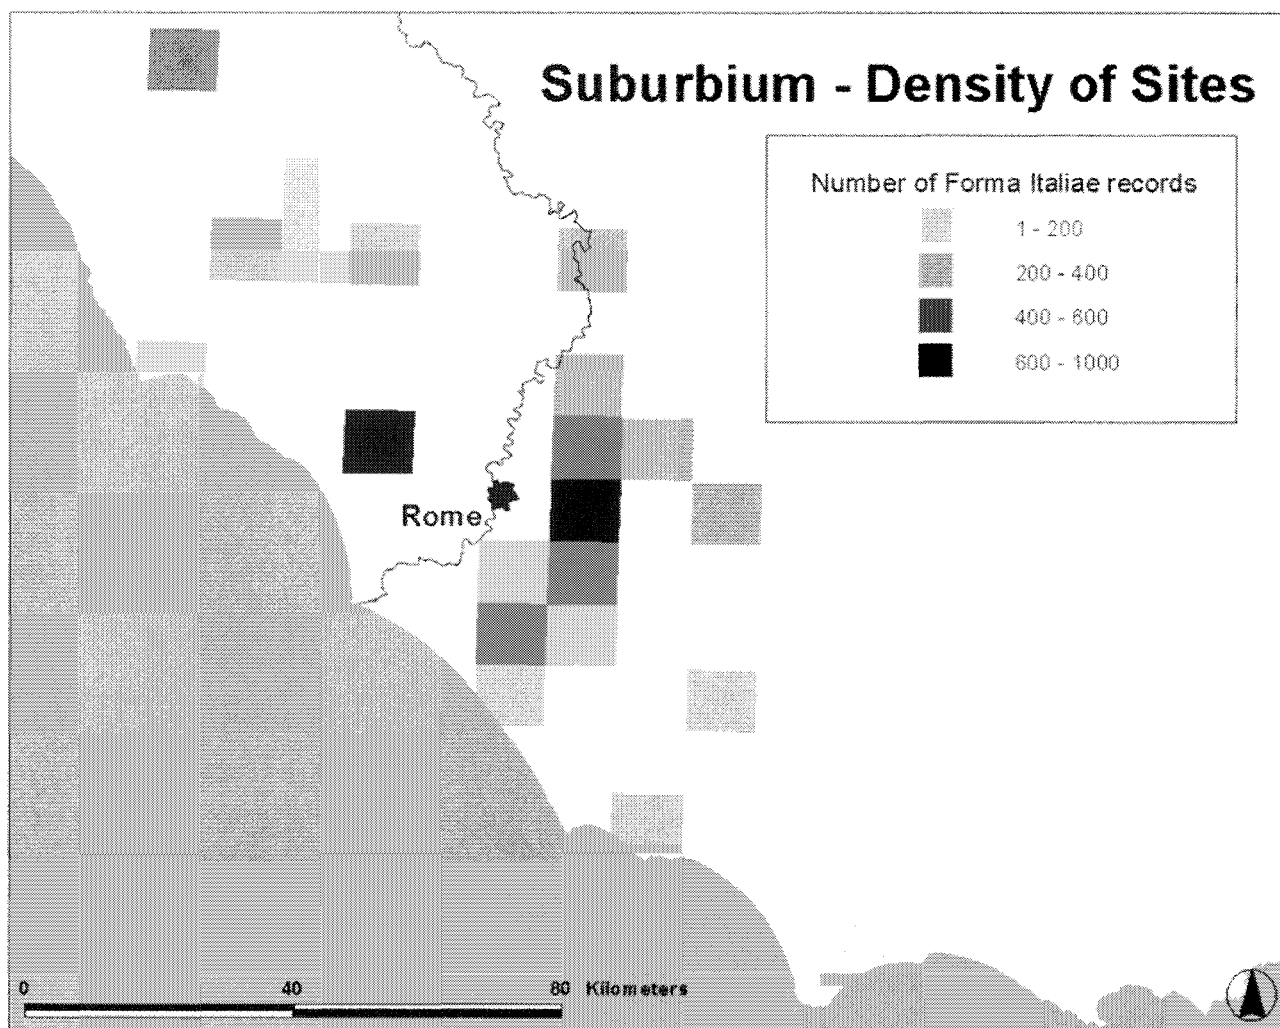 Suburbium - Density of Sites
Number of Forma Italiae records
1 - 200
200 - 400
400 - 600
600 - 1000
Rome
0 40 80 Kilometers